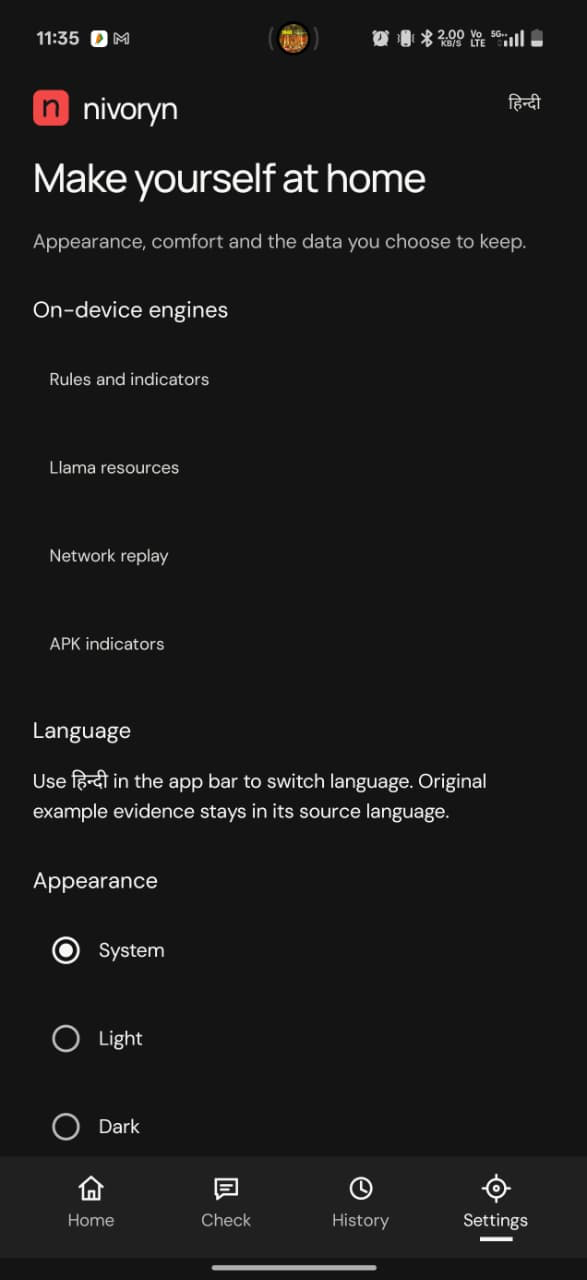 11:35
2.00 KB/S
Vo LTE
5G+
n nivoryn
हिन्दी
Make yourself at home
Appearance, comfort and the data you choose to keep.
On-device engines
Rules and indicators
Llama resources
Network replay
APK indicators
Language
Use हिन्दी in the app bar to switch language. Original
example evidence stays in its source language.
Appearance
System
Light
Dark
Home
Check
History
Settings